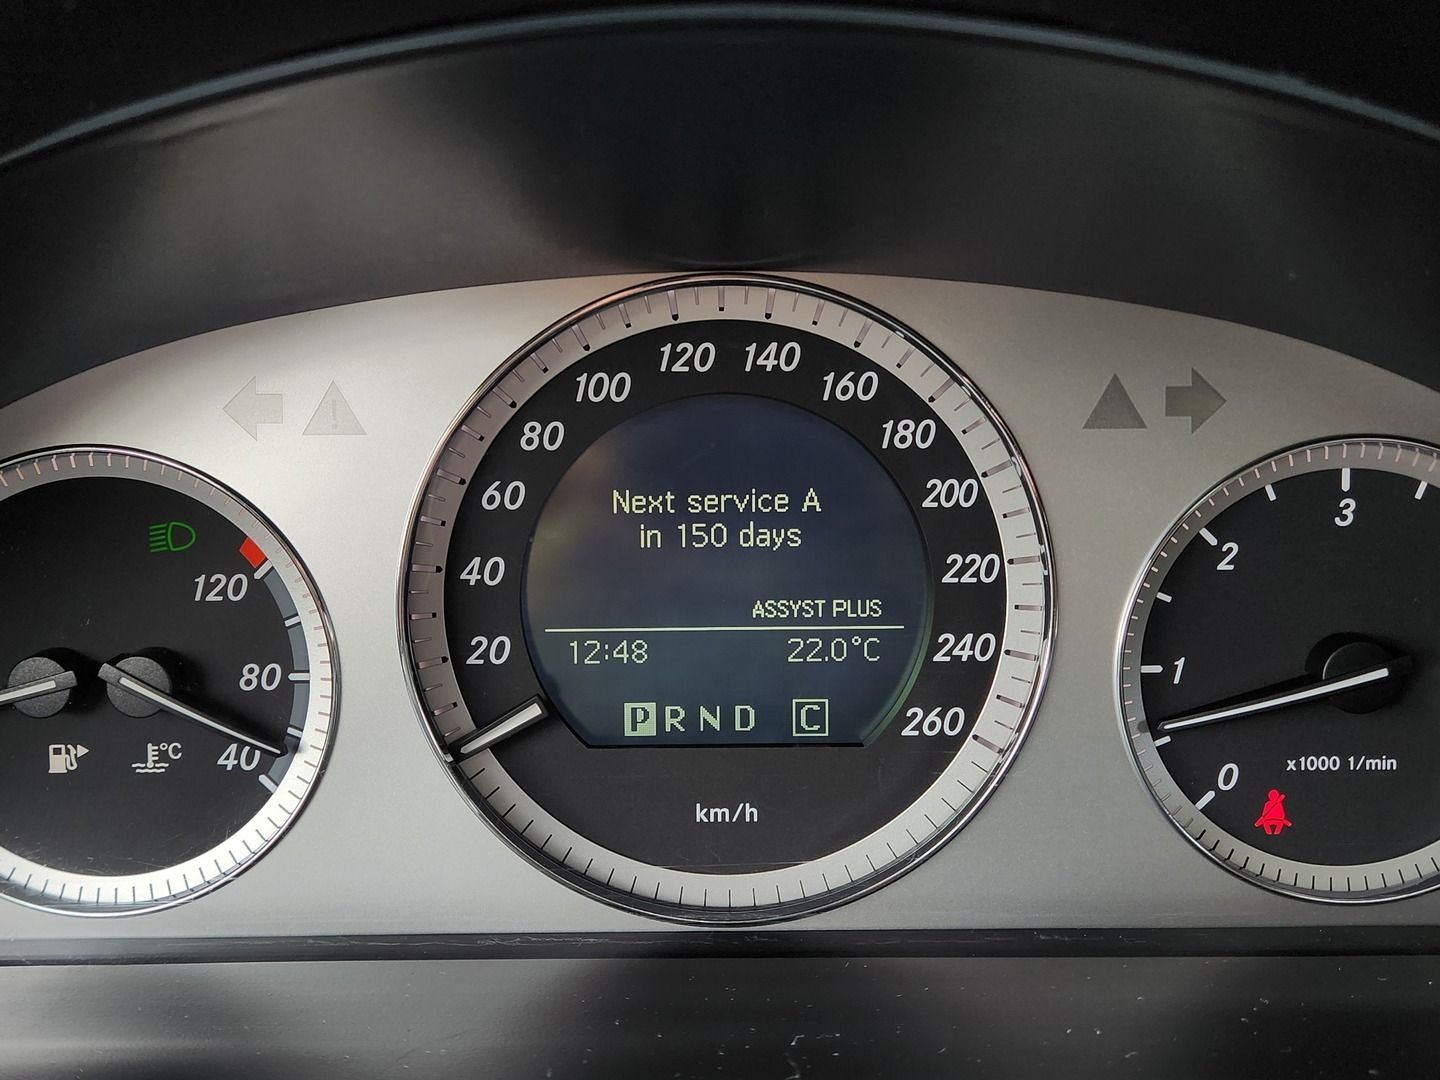 Next service A
in 150 days
ASSYST PLUS
12:48 22.0°C
P R N D C
20
40
60
80
100
120
140
160
180
200
220
240
260
km/h
120
80
40
°C
0
1
2
3
x1000 1/min